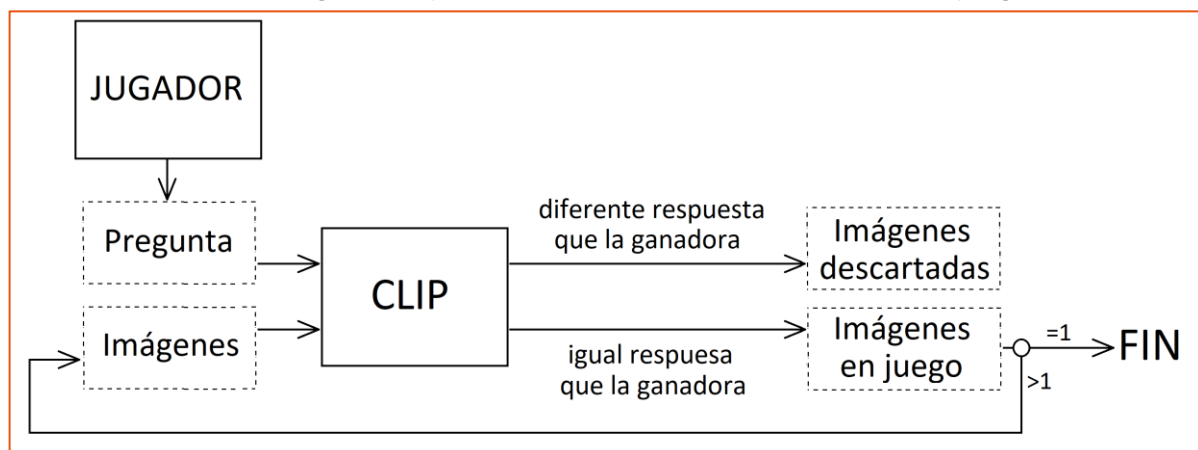 JUGADOR
Pregunta
Imágenes
CLIP
diferente respuesta
que la ganadora
igual respuesa
que la ganadora
Imágenes
descartadas
Imágenes
en juego
=1
>1
FIN